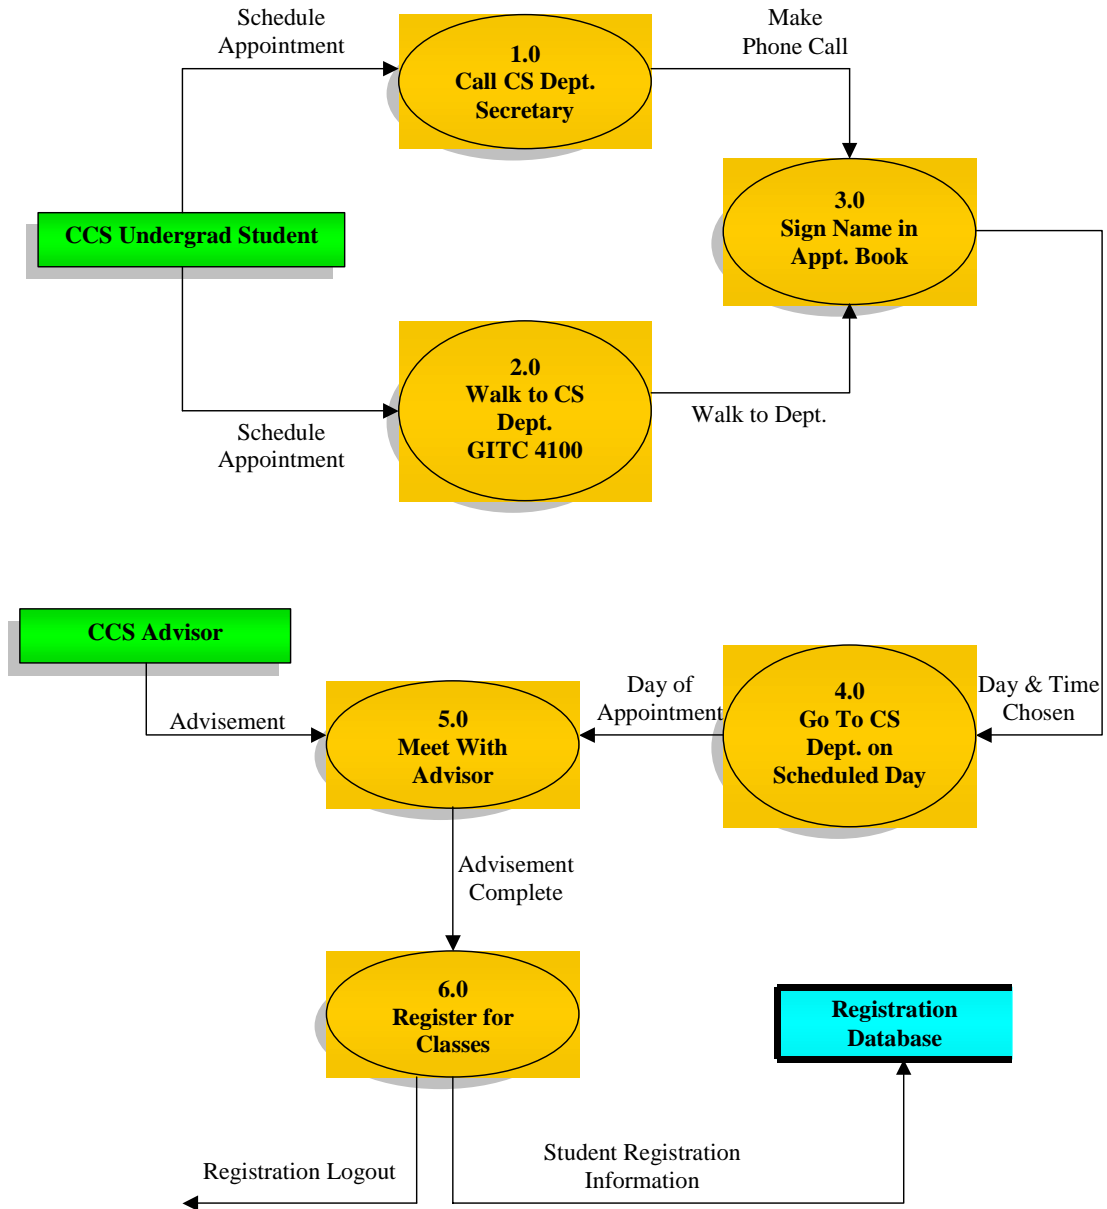 Schedule
Appointment
1.0
Call CS Dept.
Secretary
Make
Phone Call
CCS Undergrad Student
3.0
Sign Name in
Appt. Book
2.0
Walk to CS
Dept.
GITC 4100
Walk to Dept.
Schedule
Appointment
CCS Advisor
Advisement
5.0
Meet With
Advisor
Day of
Appointment
4.0
Go To CS
Dept. on
Scheduled Day
Day & Time
Chosen
Advisement
Complete
6.0
Register for
Classes
Registration
Database
Registration Logout
Student Registration
Information